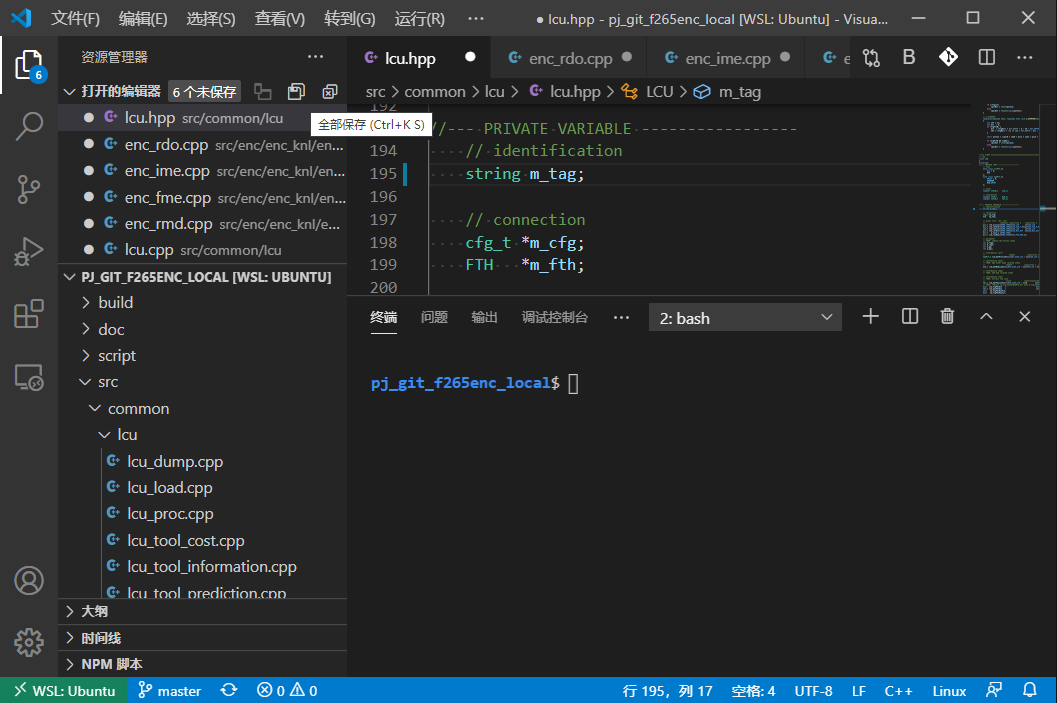 文件(F) 编辑(E) 选择(S) 查看(V) 转到(G) 运行(R) ··· ● lcu.hpp - pj_git_f265enc_local [WSL: Ubuntu] - Visua...
资源管理器 ···
lcu.hpp ● enc_rdo.cpp ● enc_ime.cpp ● e
打开的编辑器 6 个未保存
src > common > lcu > lcu.hpp > LCU > m_tag
● lcu.hpp src/common/lcu
全部保存 (Ctrl+K S)
● enc_rdo.cpp src/enc/enc_knl/en...
● enc_ime.cpp src/enc/enc_knl/en...
● enc_fme.cpp src/enc/enc_knl/en...
● enc_rmd.cpp src/enc/enc_knl/e...
● lcu.cpp src/common/lcu
192
//--- PRIVATE VARIABLE -----------------
194 // identification
195 string m_tag;
196
197 // connection
198 cfg_t *m_cfg;
199 FTH *m_fth;
200
PJ_GIT_F265ENC_LOCAL [WSL: UBUNTU]
build
doc
script
src
common
lcu
lcu_dump.cpp
lcu_load.cpp
lcu_proc.cpp
lcu_tool_cost.cpp
lcu_tool_information.cpp
lcu_tool_prediction.cpp
大纲
时间线
NPM 脚本
终端 问题 输出 调试控制台 ··· 2: bash
pj_git_f265enc_local$
6
WSL: Ubuntu master 0 0 行 195，列 17 空格: 4 UTF-8 LF C++ Linux